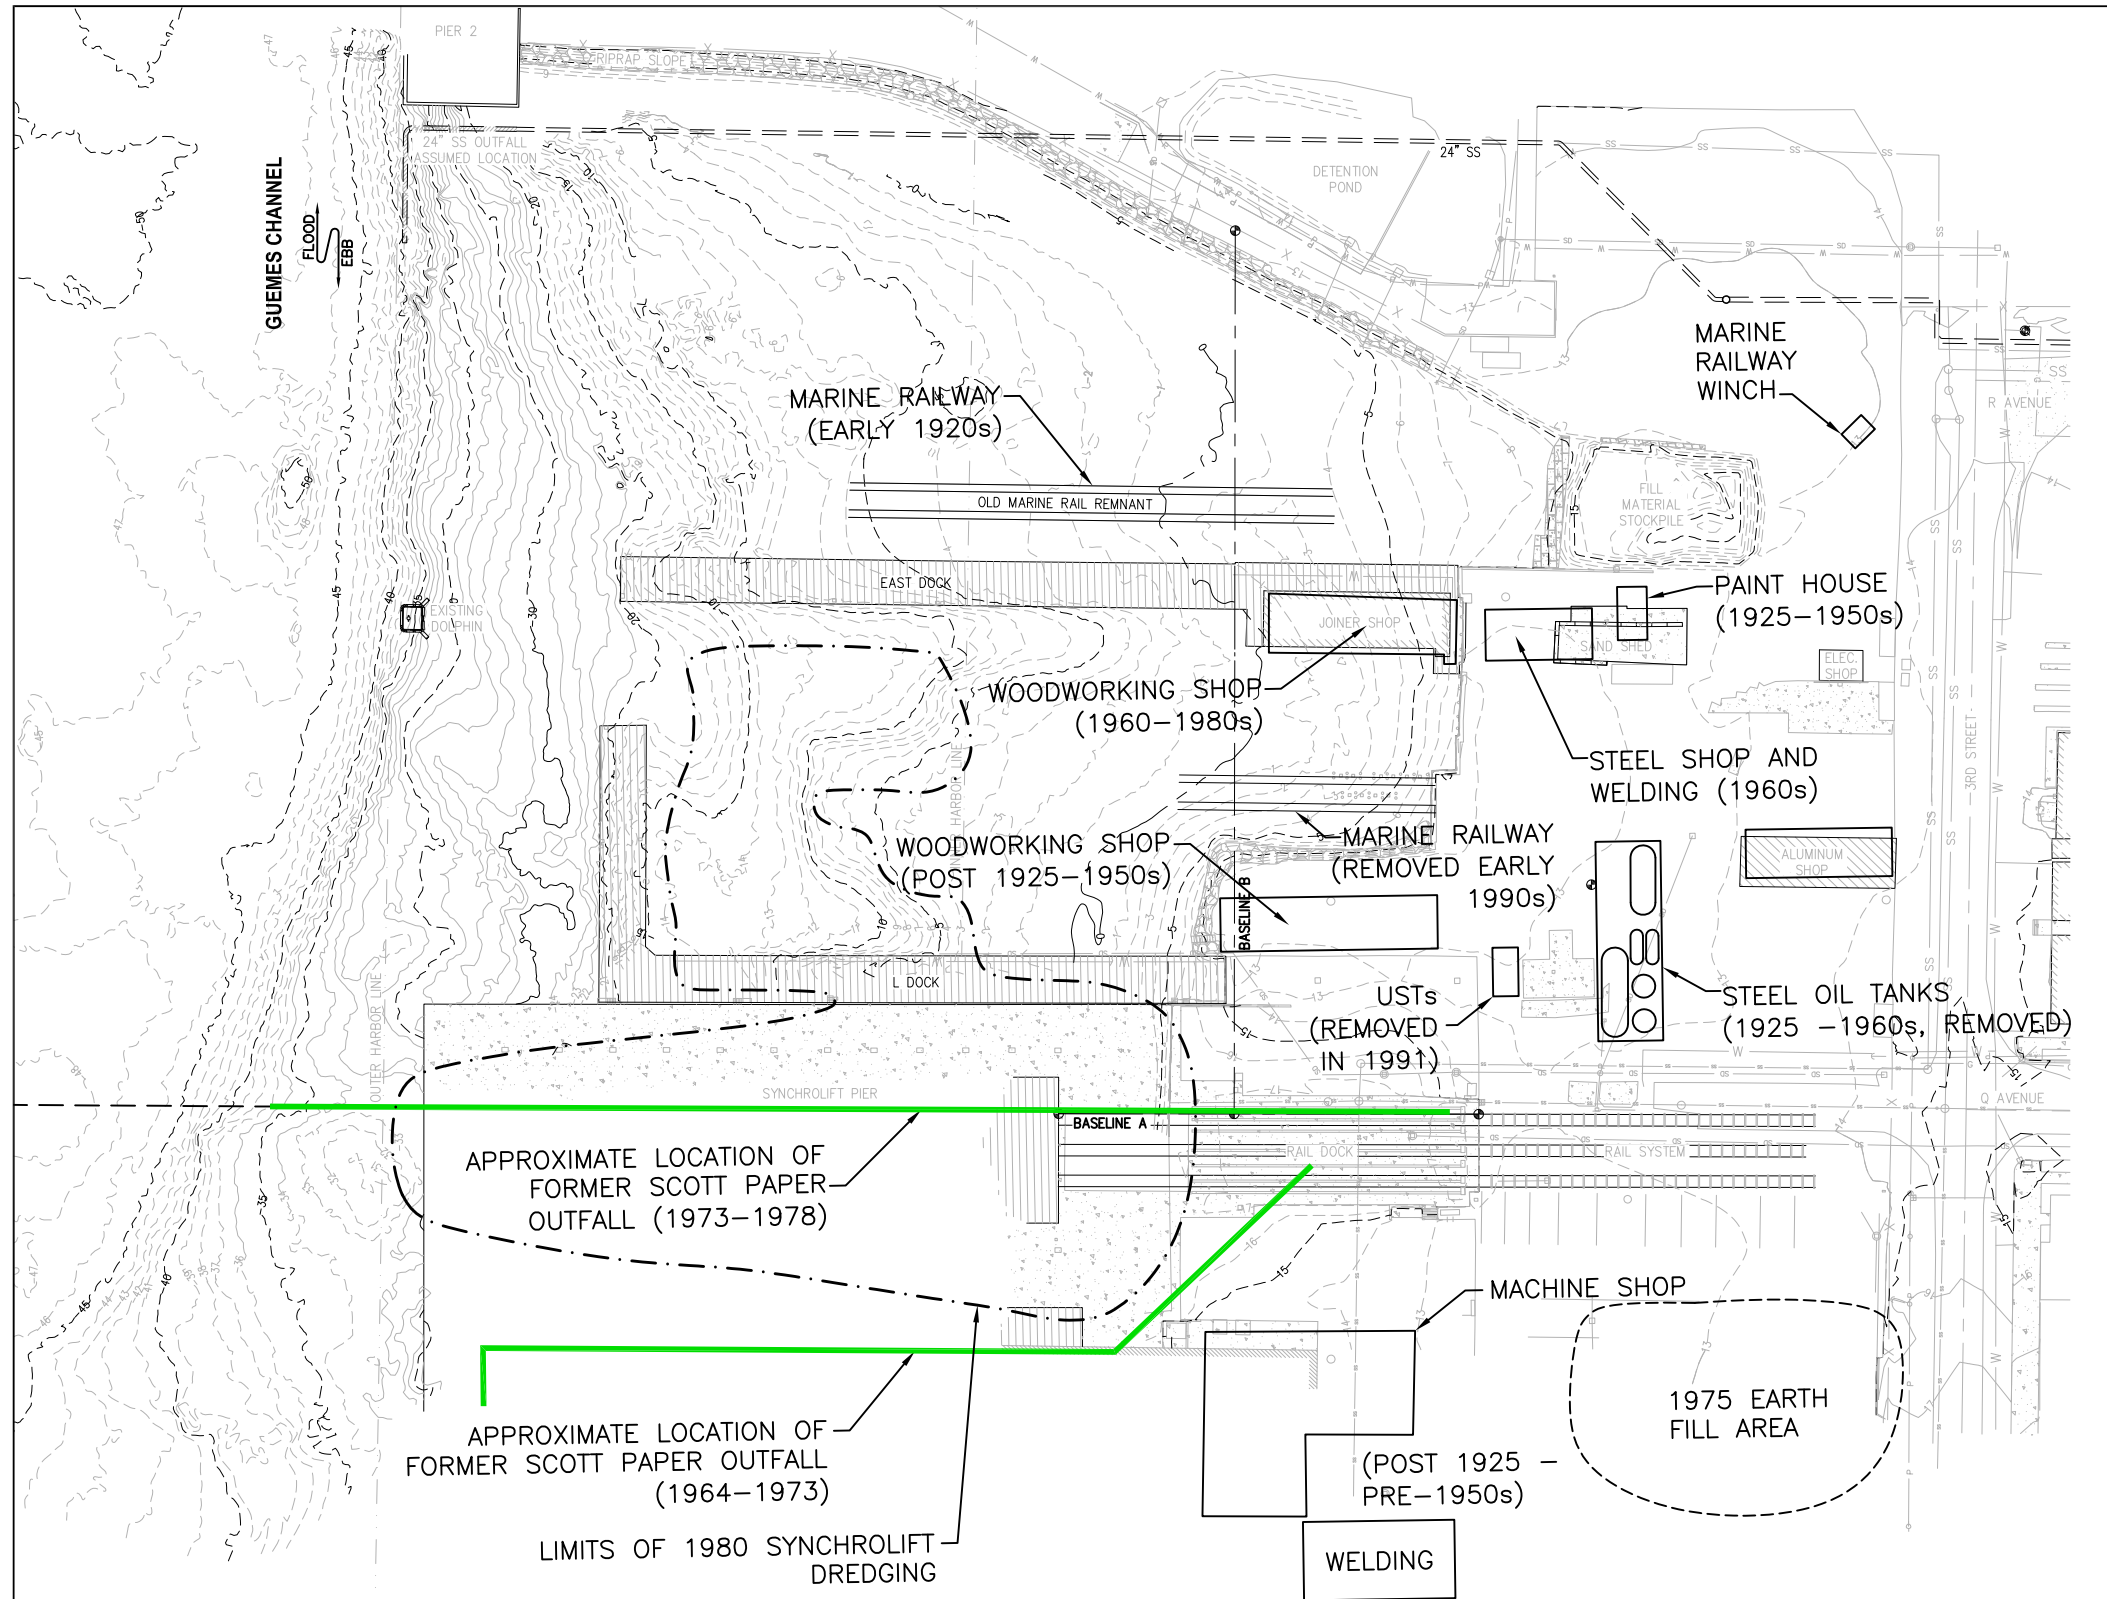 PIER 2
RIPRAP SLOPE
24" SS OUTFALL
ASSUMED LOCATION
24" SS
DETENTION
POND
GUEMES CHANNEL
FLOOD
EBB
MARINE
RAILWAY
WINCH
R AVENUE
MARINE RAILWAY
(EARLY 1920s)
OLD MARINE RAIL REMNANT
FILL
MATERIAL
STOCKPILE
EAST DOCK
EXISTING
DOLPHIN
JOINER SHOP
SAND SHED
PAINT HOUSE
(1925-1950s)
ELEC.
SHOP
WOODWORKING SHOP
(1960-1980s)
STEEL SHOP AND
WELDING (1960s)
3RD STREET
INNER HARBOR LINE
WOODWORKING SHOP
(POST 1925-1950s)
MARINE RAILWAY
(REMOVED EARLY
1990s)
ALUMINUM
SHOP
BASELINE B
L DOCK
OUTER HARBOR LINE
USTs
(REMOVED
IN 1991)
STEEL OIL TANKS
(1925 -1960s, REMOVED)
SYNCHROLIFT PIER
Q AVENUE
BASELINE A
RAIL DOCK
RAIL SYSTEM
APPROXIMATE LOCATION OF
FORMER SCOTT PAPER
OUTFALL (1973-1978)
MACHINE SHOP
1975 EARTH
FILL AREA
APPROXIMATE LOCATION OF
FORMER SCOTT PAPER OUTFALL
(1964-1973)
(POST 1925 -
PRE-1950s)
LIMITS OF 1980 SYNCHROLIFT
DREDGING
WELDING